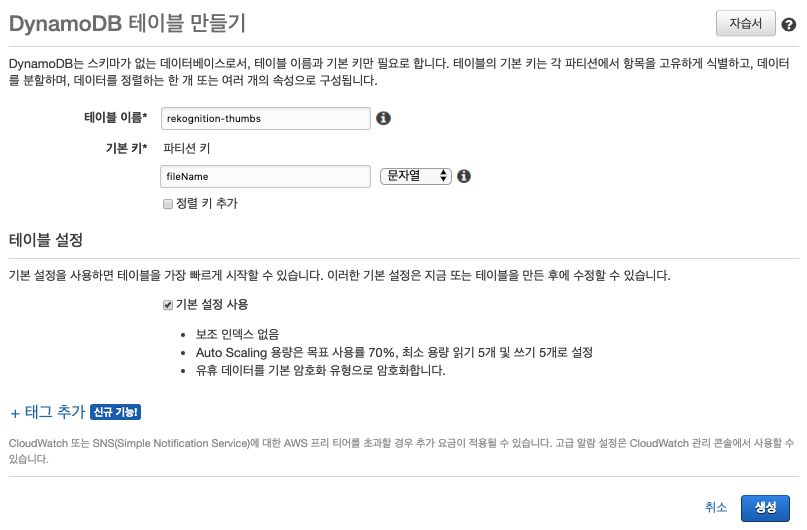 DynamoDB 테이블 만들기
자습서
DynamoDB는 스키마가 없는 데이터베이스로서, 테이블 이름과 기본 키만 필요로 합니다. 테이블의 기본 키는 각 파티션에서 항목을 고유하게 식별하고, 데이터
를 분할하며, 데이터를 정렬하는 한 개 또는 여러 개의 속성으로 구성됩니다.
테이블 이름* rekognition-thumbs
기본 키* 파티션 키
fileName 문자열
정렬 키 추가
테이블 설정
기본 설정을 사용하면 테이블을 가장 빠르게 시작할 수 있습니다. 이러한 기본 설정은 지금 또는 테이블을 만든 후에 수정할 수 있습니다.
기본 설정 사용
• 보조 인덱스 없음
• Auto Scaling 용량은 목표 사용률 70%, 최소 용량 읽기 5개 및 쓰기 5개로 설정
• 유휴 데이터를 기본 암호화 유형으로 암호화합니다.
+ 태그 추가 신규 기능!
CloudWatch 또는 SNS(Simple Notification Service)에 대한 AWS 프리 티어를 초과할 경우 추가 요금이 적용될 수 있습니다. 고급 알람 설정은 CloudWatch 관리 콘솔에서 사용할 수
있습니다.
취소 생성